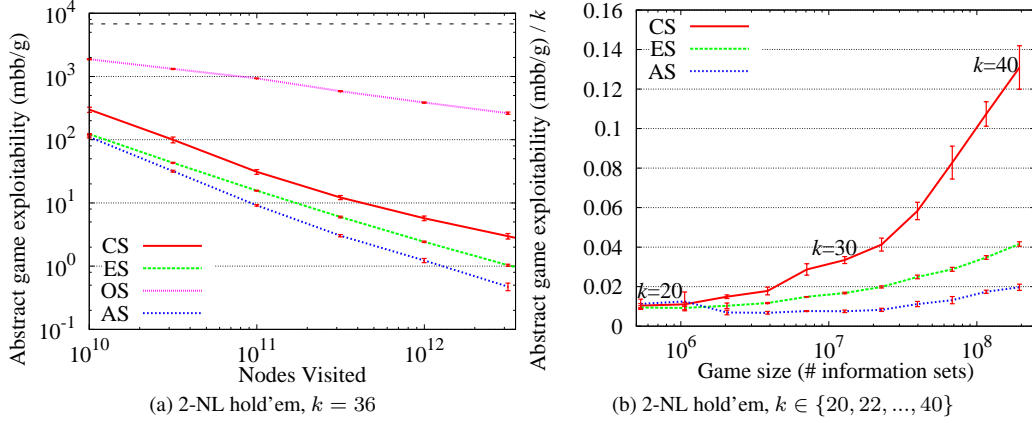 Abstract game exploitability (mbb/g)
10^4
10^3
10^2
10^1
10^0
10^-1
CS
ES
OS
AS
10^10
10^11
10^12
Nodes Visited
(a) 2-NL hold'em, k = 36
Abstract game exploitability (mbb/g) / k
0.16
0.14
0.12
0.1
0.08
0.06
0.04
0.02
0
CS
ES
AS
k=40
k=30
k=20
10^6
10^7
10^8
Game size (# information sets)
(b) 2-NL hold'em, k ∈ {20, 22, ..., 40}